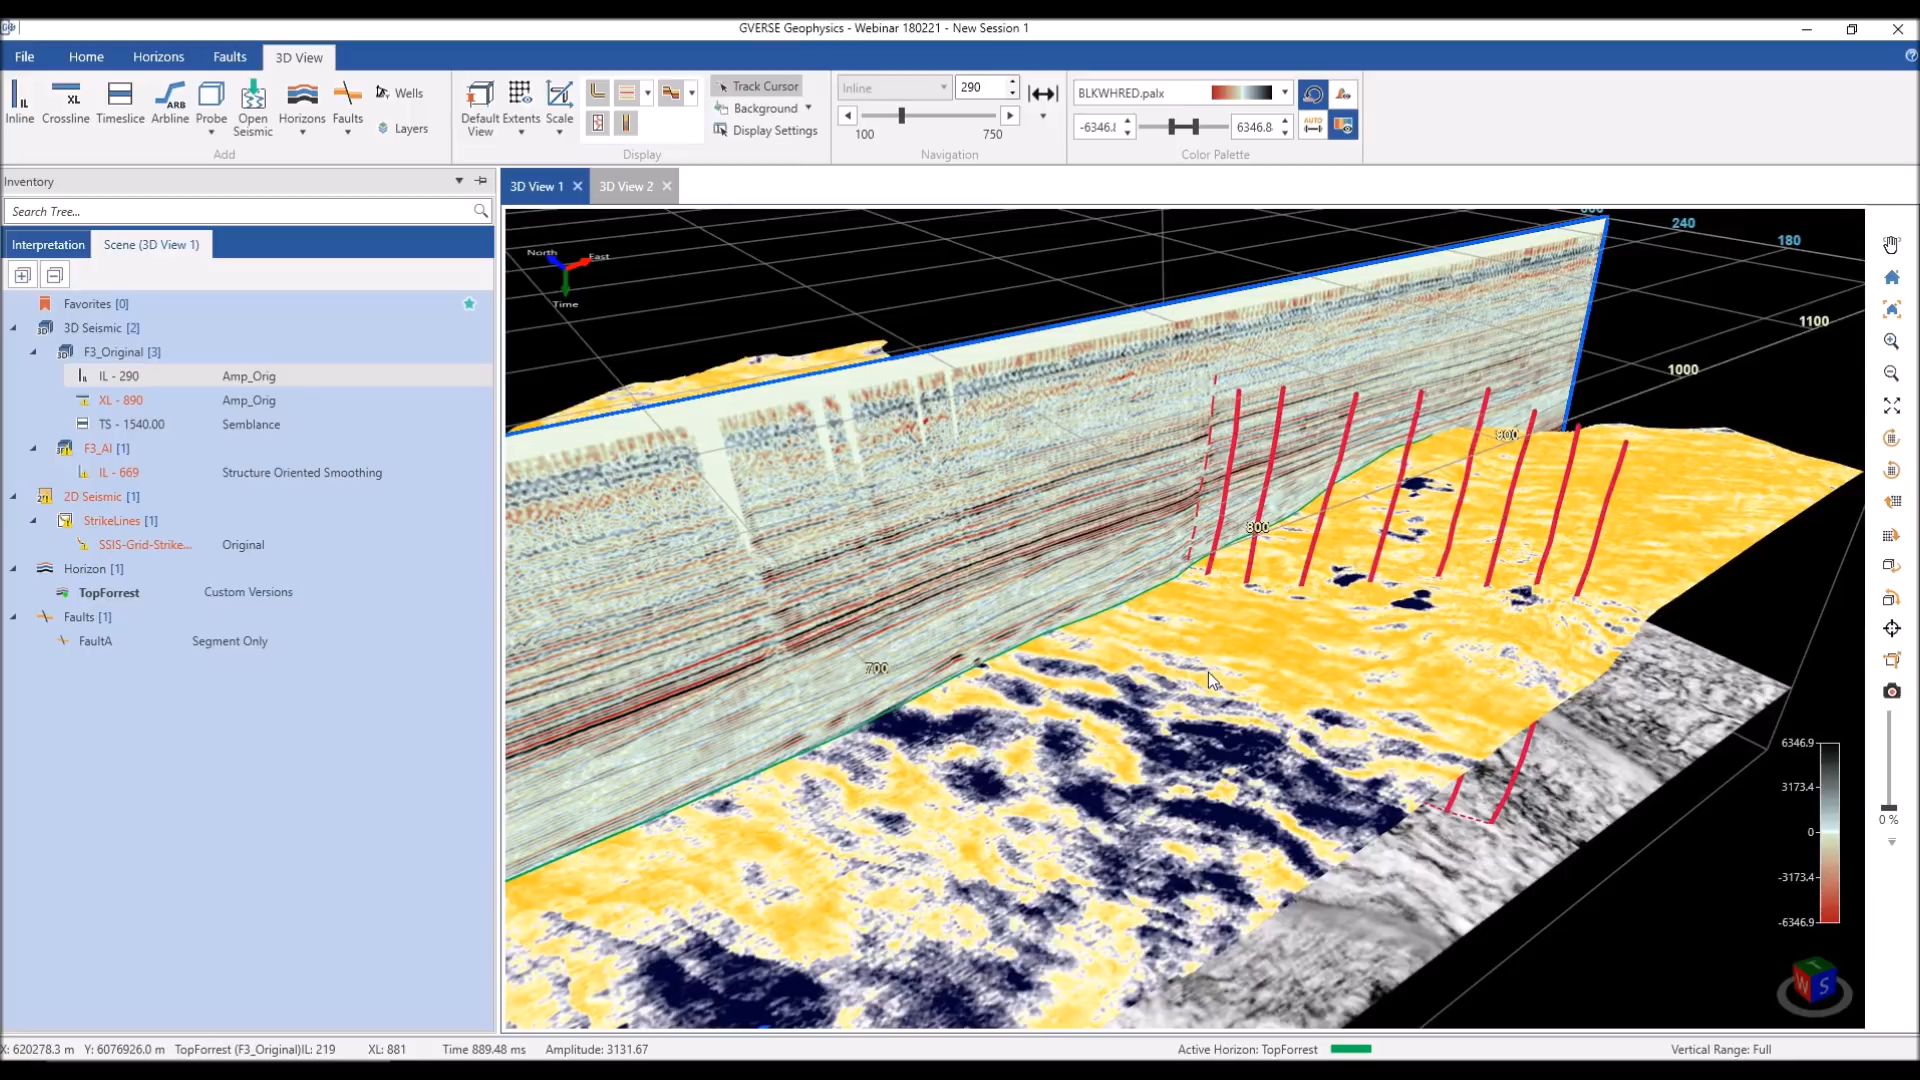 GVERSE Geophysics - Webinar 180221 - New Session 1
File Home Horizons Faults 3D View
IL XL ARB
Inline Crossline Timeslice Arbline Probe Open Seismic Horizons Faults
Wells
Layers
Add
Default View Extents Scale
Display
Track Cursor
Background
Display Settings
Inline 290
100 750
Navigation
BLKWHRED.palx
-6346.8 6346.8
AUTO
Color Palette
Inventory
Search Tree...
Interpretation Scene (3D View 1)
Favorites [0]
3D Seismic [2]
F3_Original [3]
IL - 290 Amp_Orig
XL - 890 Amp_Orig
TS - 1540.00 Semblance
F3_AI [1]
IL - 669 Structure Oriented Smoothing
2D Seismic [1]
StrikeLines [1]
SSIS-Grid-Strike... Original
Horizon [1]
TopForrest Custom Versions
Faults [1]
FaultA Segment Only
3D View 1 3D View 2
North East
Time
240
180
1100
1000
900
800
700
6346.9
3173.4
0
-3173.4
-6346.9
0 %
T
W S
X: 620278.3 m Y: 6076926.0 m TopForrest (F3_Original)IL: 219 XL: 881 Time 889.48 ms Amplitude: 3131.67 Active Horizon: TopForrest Vertical Range: Full